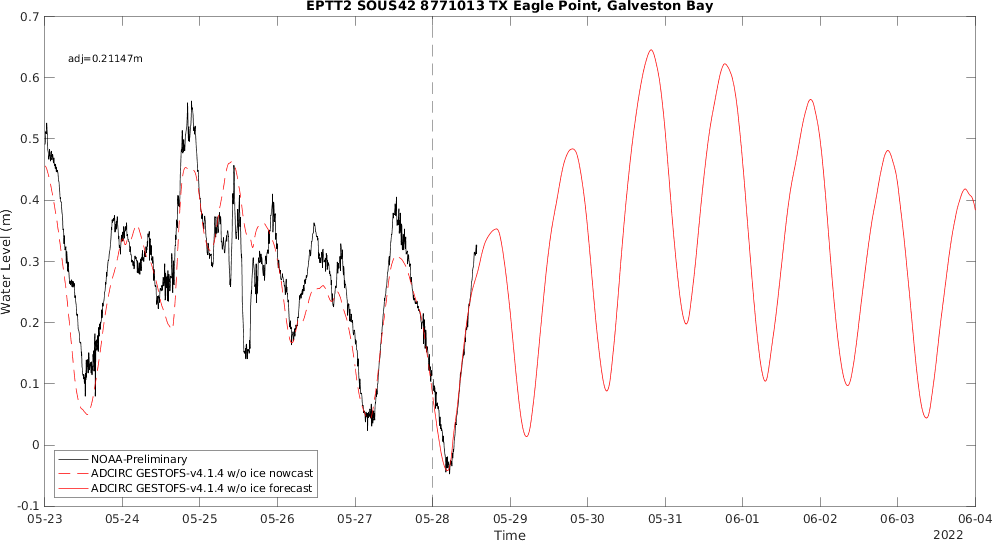 EPTT2 SOUS42 8771013 TX Eagle Point, Galveston Bay
adj=0.21147m
0.7
0.6
0.5
0.4
0.3
0.2
0.1
0
-0.1
Water Level (m)
NOAA-Preliminary
ADCIRC GESTOFS-v4.1.4 w/o ice nowcast
ADCIRC GESTOFS-v4.1.4 w/o ice forecast
05-23 05-24 05-25 05-26 05-27 05-28 05-29 05-30 05-31 06-01 06-02 06-03 06-04
Time
2022